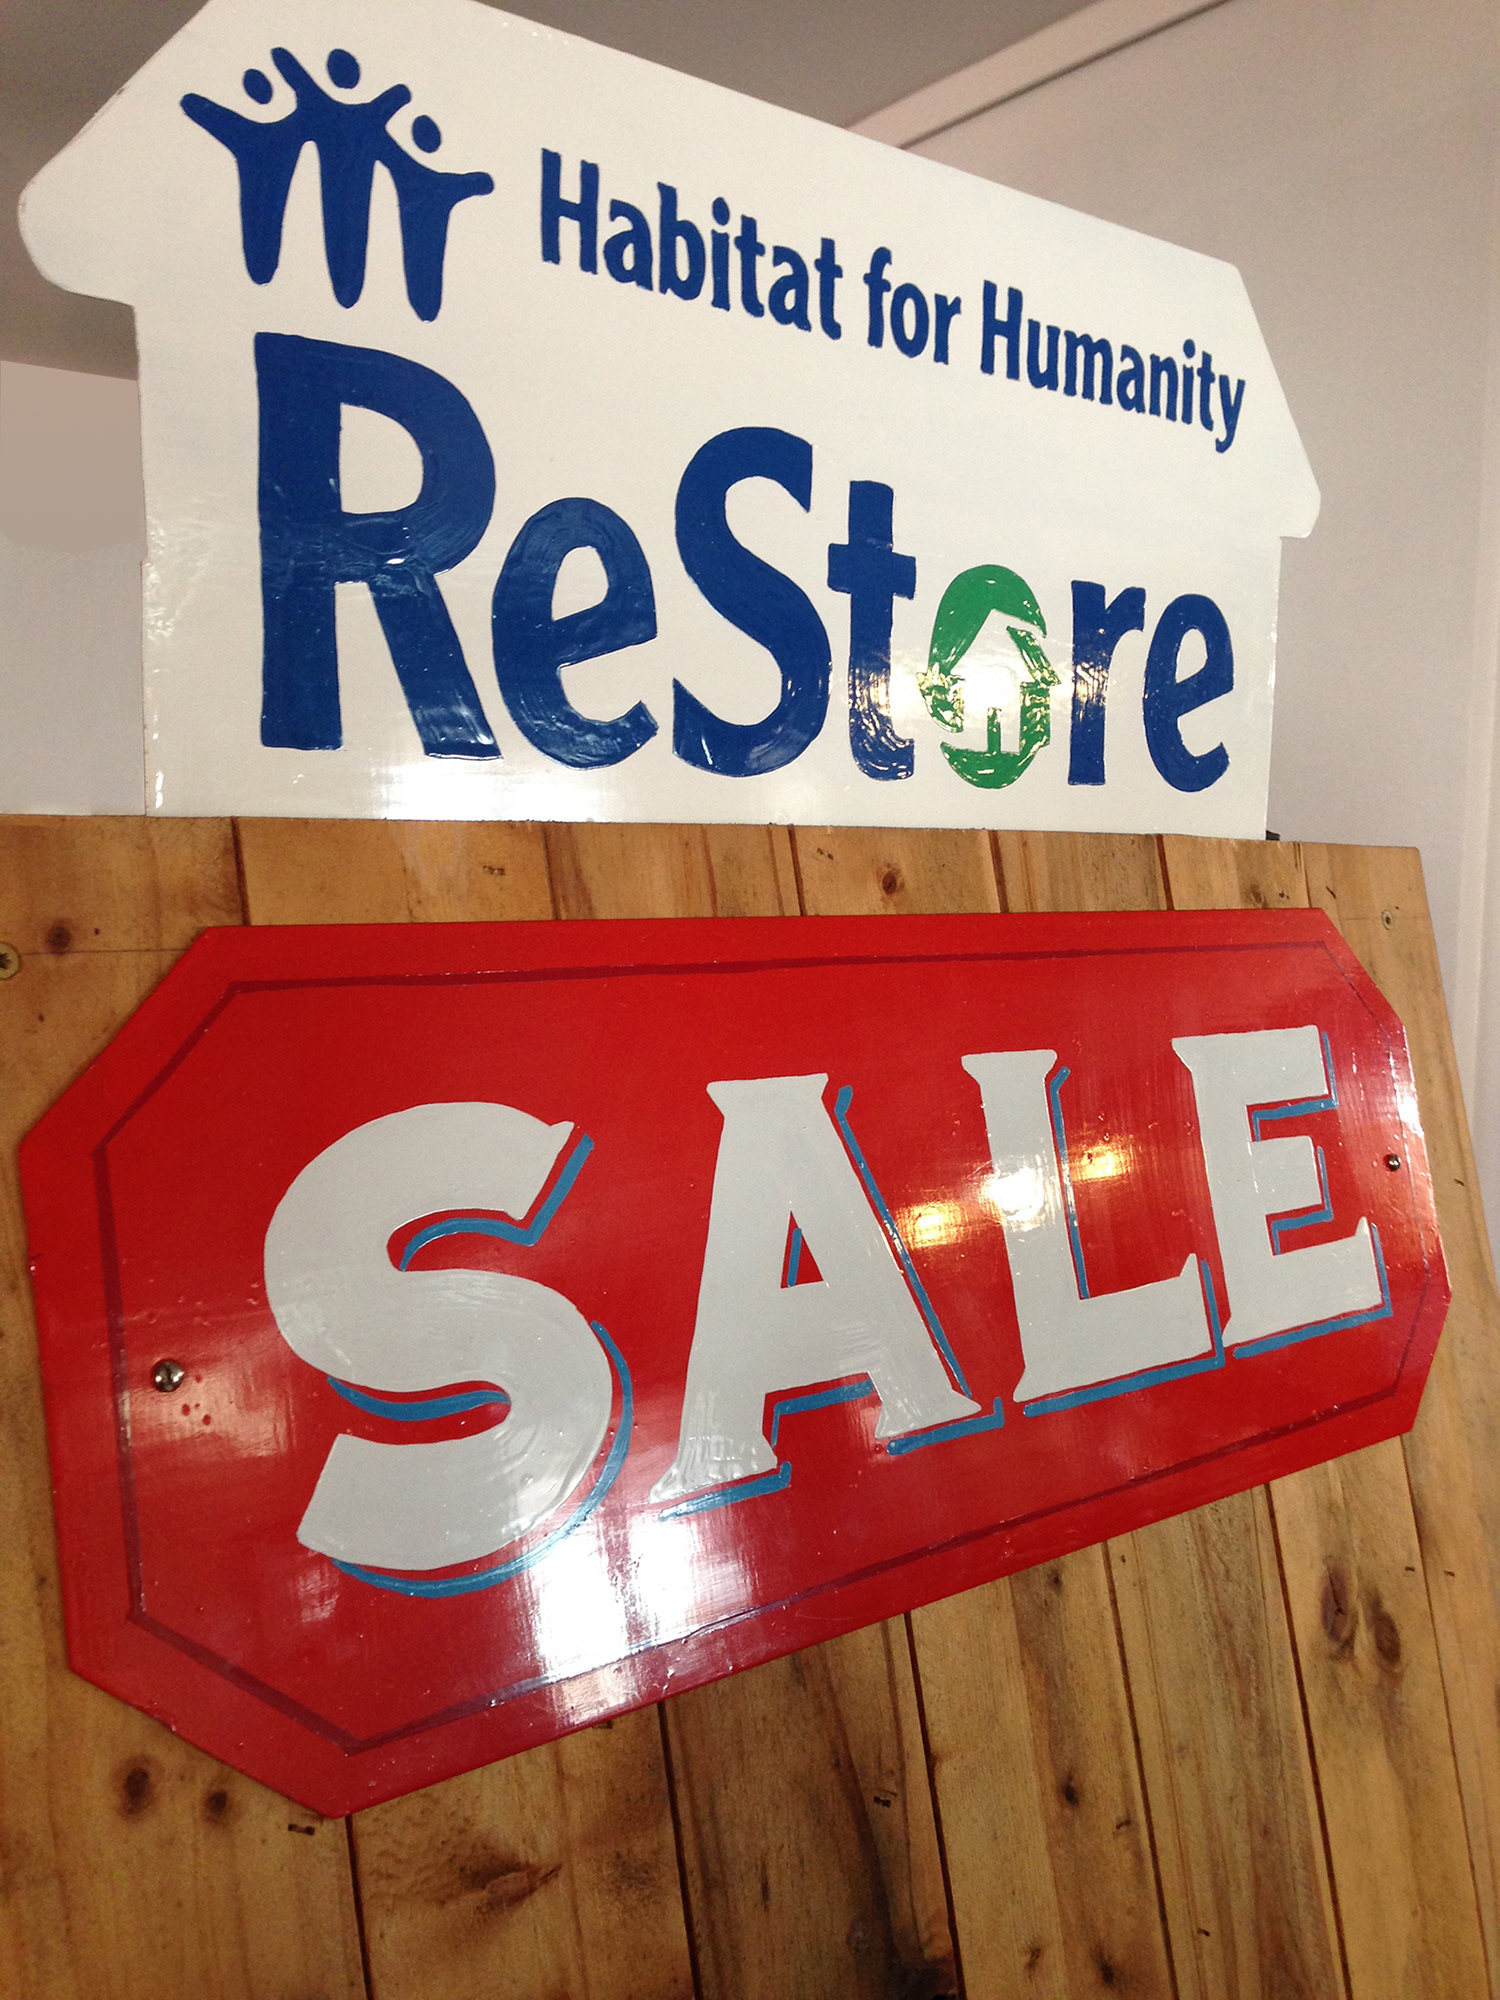 Habitat for Humanity
ReStore
SALE